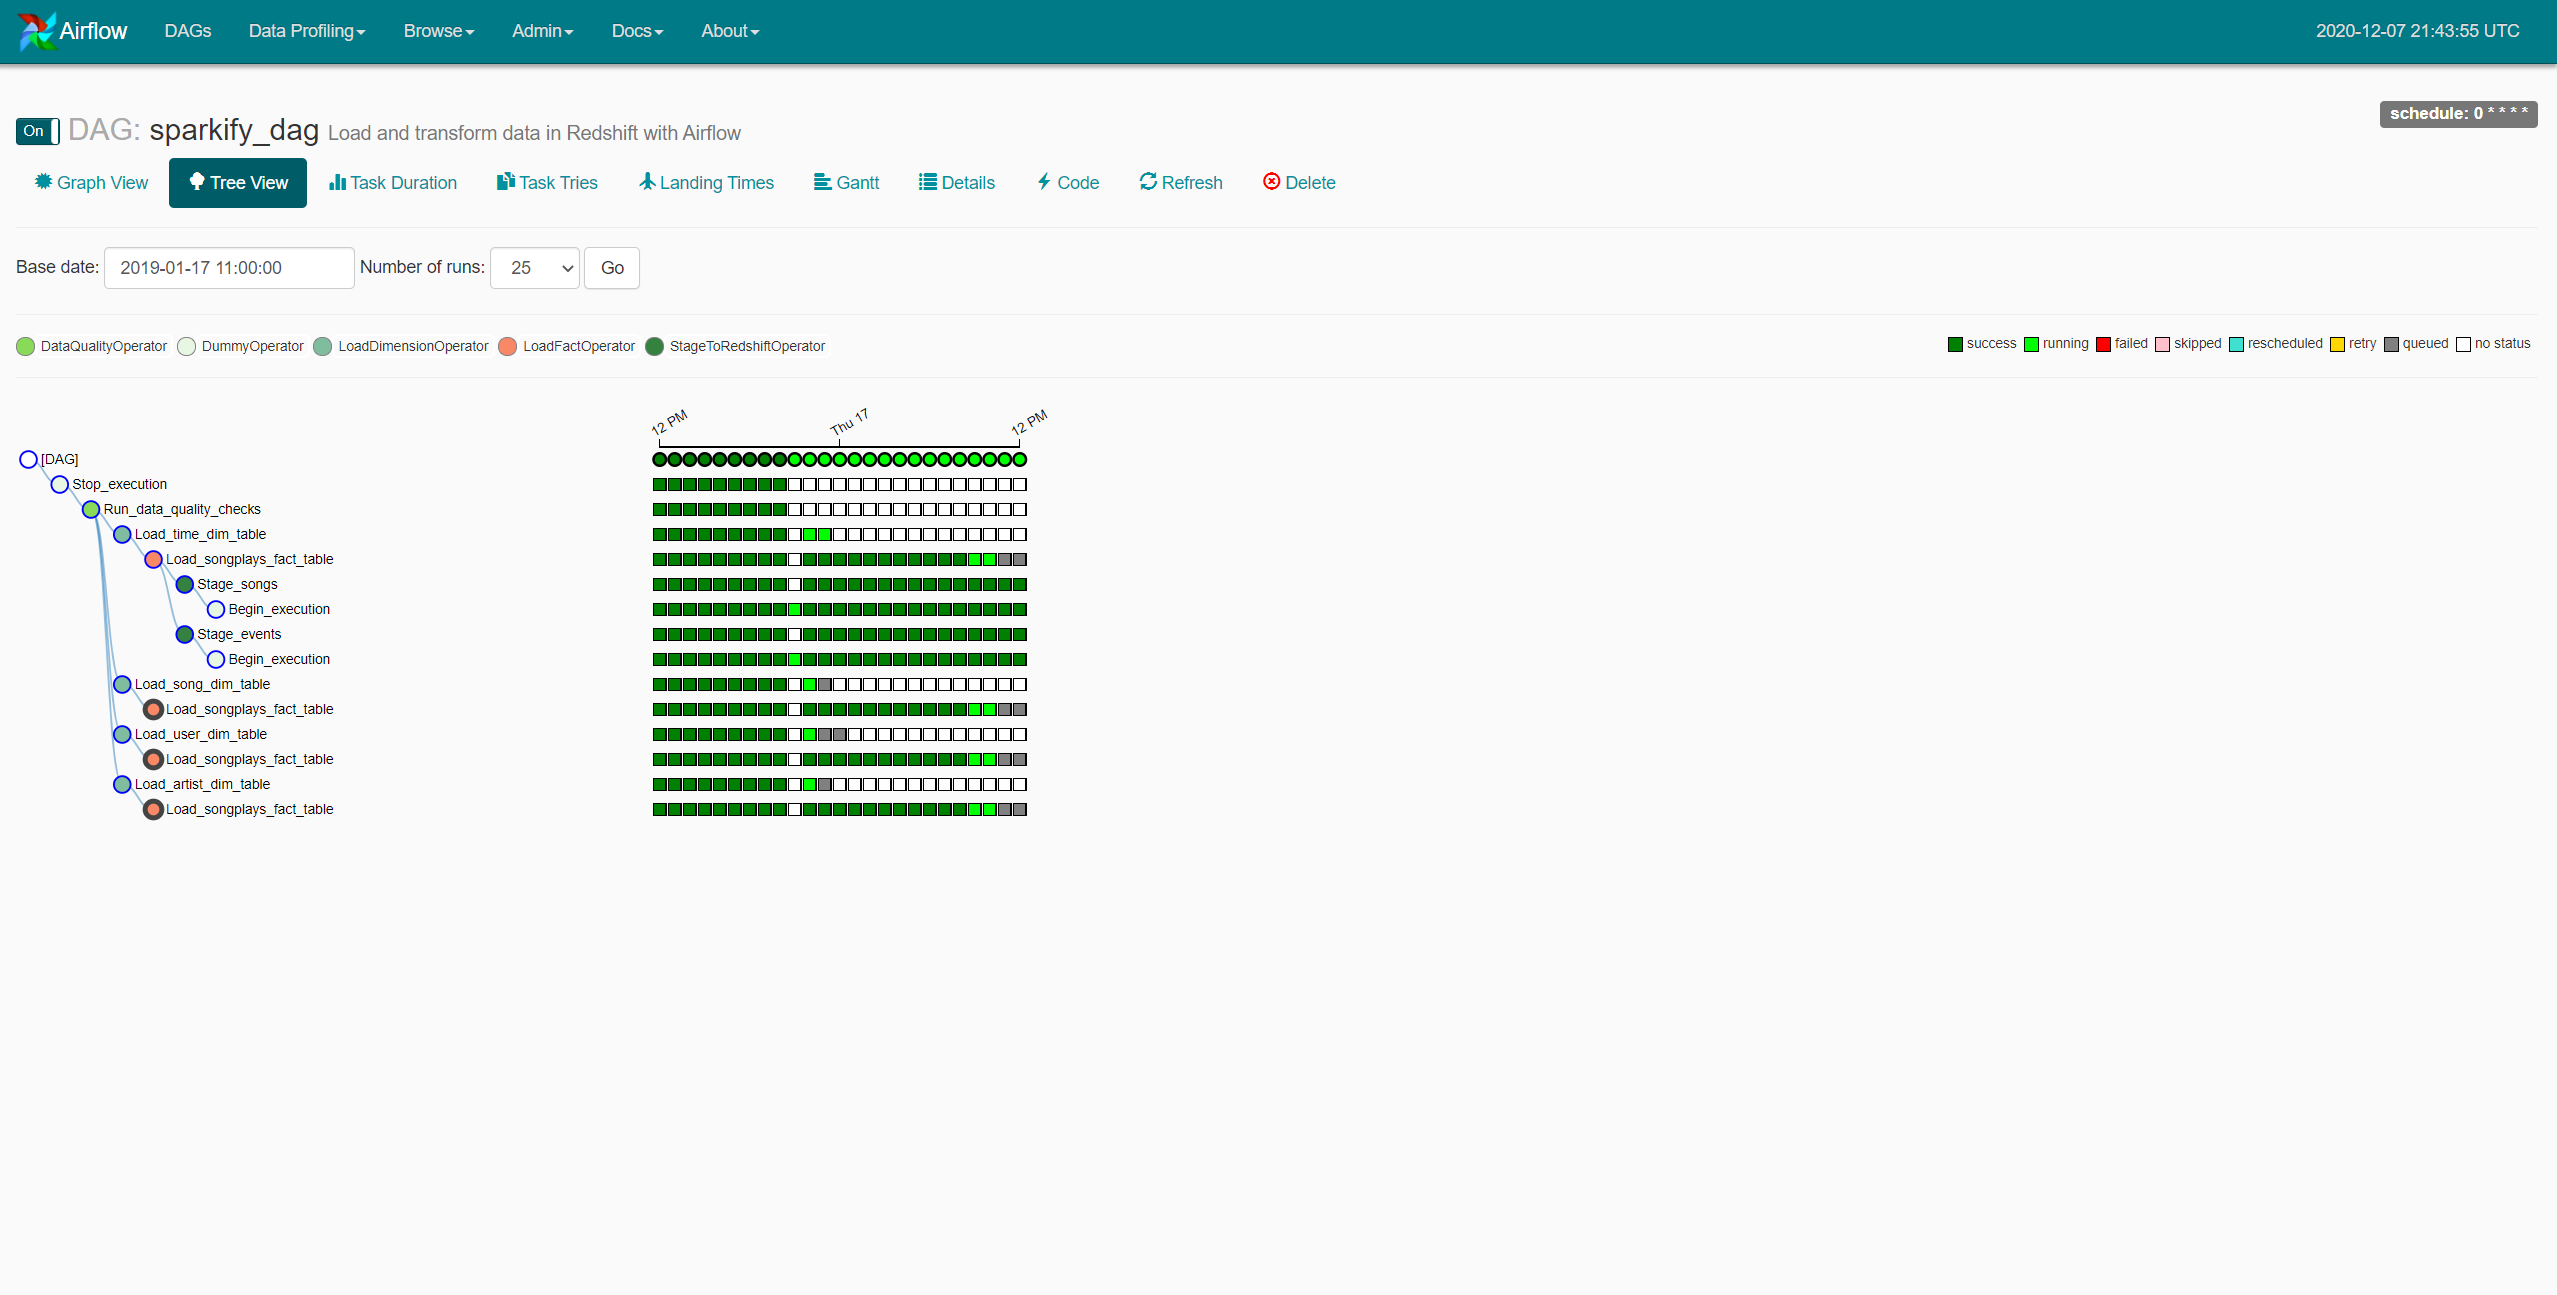 Airflow DAGs Data Profiling Browse Admin Docs About 2020-12-07 21:43:55 UTC
schedule: 0 * * * *
On DAG: sparkify_dag Load and transform data in Redshift with Airflow
Graph View Tree View Task Duration Task Tries Landing Times Gantt Details Code Refresh Delete
Base date: 2019-01-17 11:00:00 Number of runs: 25 Go
DataQualityOperator DummyOperator LoadDimensionOperator LoadFactOperator StageToRedshiftOperator success running failed skipped rescheduled retry queued no status
12 PM Thu 17 12 PM
[DAG]
Stop_execution
Run_data_quality_checks
Load_time_dim_table
Load_songplays_fact_table
Stage_songs
Begin_execution
Stage_events
Begin_execution
Load_song_dim_table
Load_songplays_fact_table
Load_user_dim_table
Load_songplays_fact_table
Load_artist_dim_table
Load_songplays_fact_table